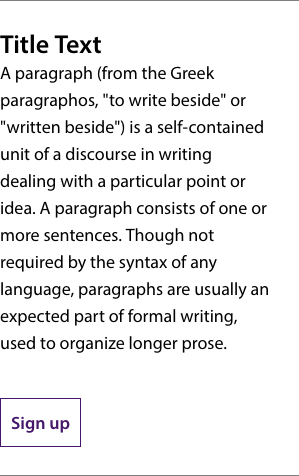 Title Text
A paragraph (from the Greek
paragraphos, "to write beside" or
"written beside") is a self-contained
unit of a discourse in writing
dealing with a particular point or
idea. A paragraph consists of one or
more sentences. Though not
required by the syntax of any
language, paragraphs are usually an
expected part of formal writing,
used to organize longer prose.
Sign up